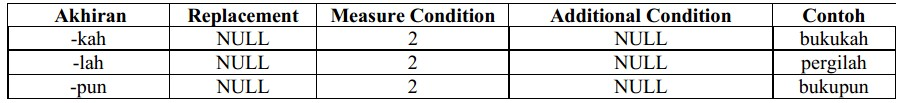 Akhiran Replacement Measure Condition Additional Condition Contoh
-kah NULL 2 NULL bukukah
-lah NULL 2 NULL pergilah
-pun NULL 2 NULL bukupun